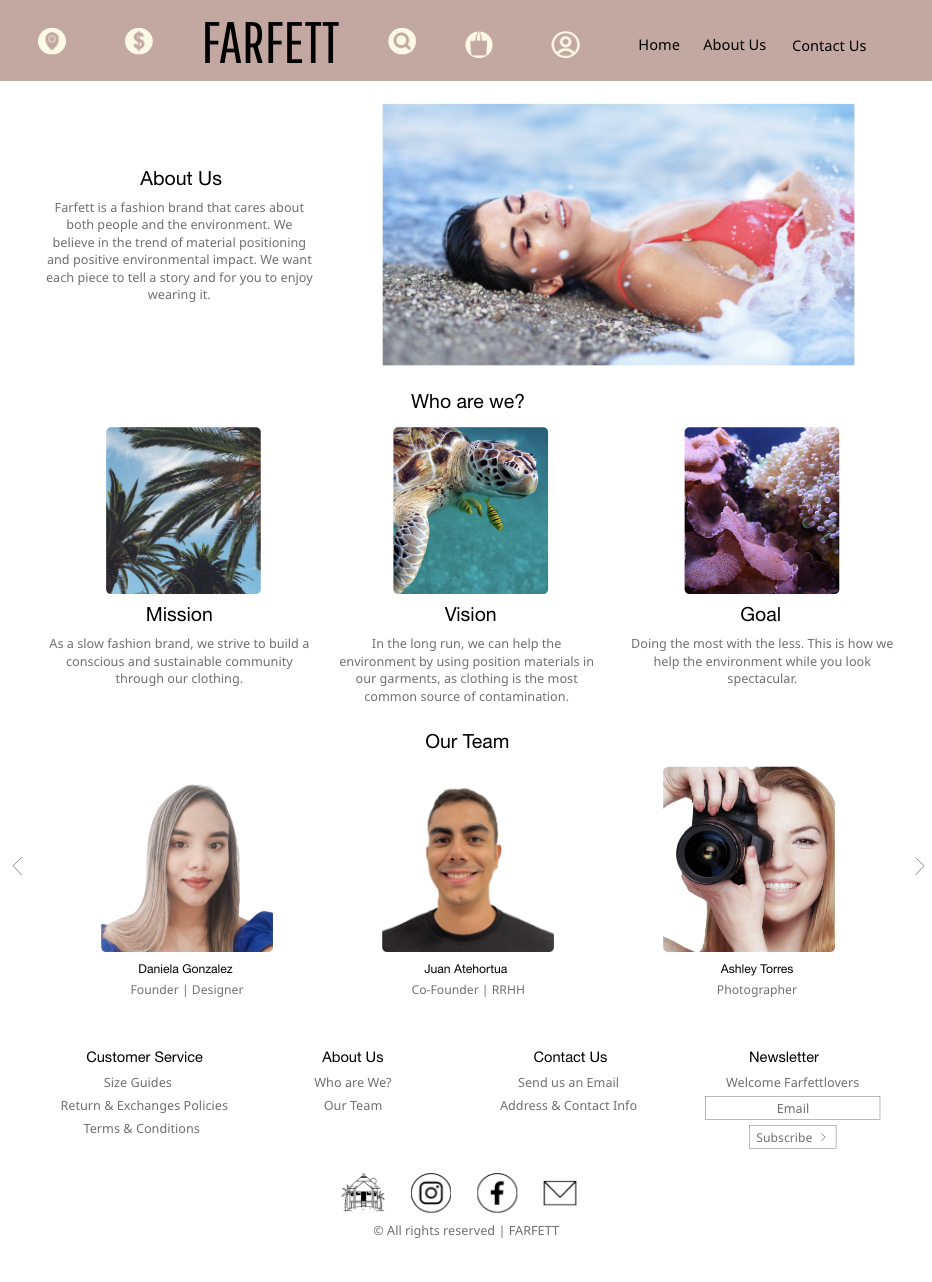 FARFETT
Home
About Us
Contact Us
About Us
Farfett is a fashion brand that cares about
both people and the environment. We
believe in the trend of material positioning
and positive environmental impact. We want
each piece to tell a story and for you to enjoy
wearing it.
Who are we?
Mission
As a slow fashion brand, we strive to build a
conscious and sustainable community
through our clothing.
Vision
In the long run, we can help the
environment by using position materials in
our garments, as clothing is the most
common source of contamination.
Goal
Doing the most with the less. This is how we
help the environment while you look
spectacular.
Our Team
Daniela Gonzalez
Founder | Designer
Juan Atehortua
Co-Founder | RRHH
Ashley Torres
Photographer
Customer Service
Size Guides
Return & Exchanges Policies
Terms & Conditions
About Us
Who are We?
Our Team
Contact Us
Send us an Email
Address & Contact Info
Newsletter
Welcome Farfettlovers
Email
Subscribe
© All rights reserved | FARFETT